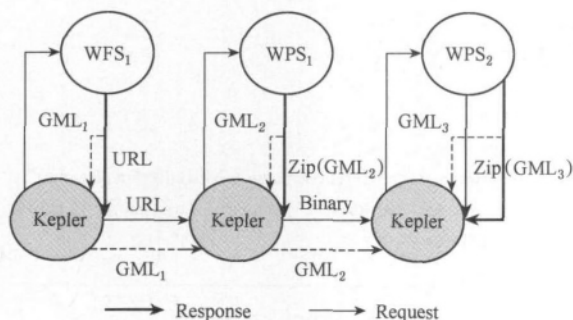 WFS₁ WPS₁ WPS₂
GML₁ GML₂ GML₃
URL Zip(GML₂) Zip(GML₃)
Kepler URL Kepler Binary Kepler
GML₁ GML₂
Response Request